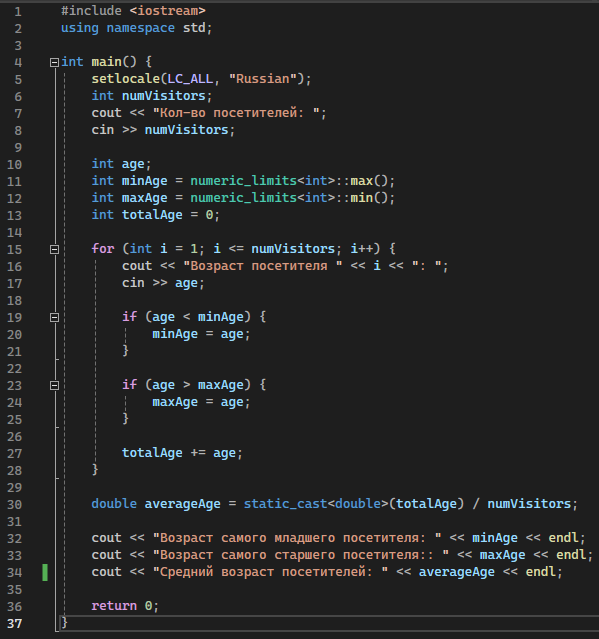 1 #include <iostream>
2 using namespace std;
3
4 int main() {
5     setlocale(LC_ALL, "Russian");
6     int numVisitors;
7     cout << "Кол-во посетителей: ";
8     cin >> numVisitors;
9
10     int age;
11     int minAge = numeric_limits<int>::max();
12     int maxAge = numeric_limits<int>::min();
13     int totalAge = 0;
14
15     for (int i = 1; i <= numVisitors; i++) {
16         cout << "Возраст посетителя " << i << ": ";
17         cin >> age;
18
19         if (age < minAge) {
20             minAge = age;
21         }
22
23         if (age > maxAge) {
24             maxAge = age;
25         }
26
27         totalAge += age;
28     }
29
30     double averageAge = static_cast<double>(totalAge) / numVisitors;
31
32     cout << "Возраст самого младшего посетителя: " << minAge << endl;
33     cout << "Возраст самого старшего посетителя:: " << maxAge << endl;
34     cout << "Средний возраст посетителей: " << averageAge << endl;
35
36     return 0;
37 }